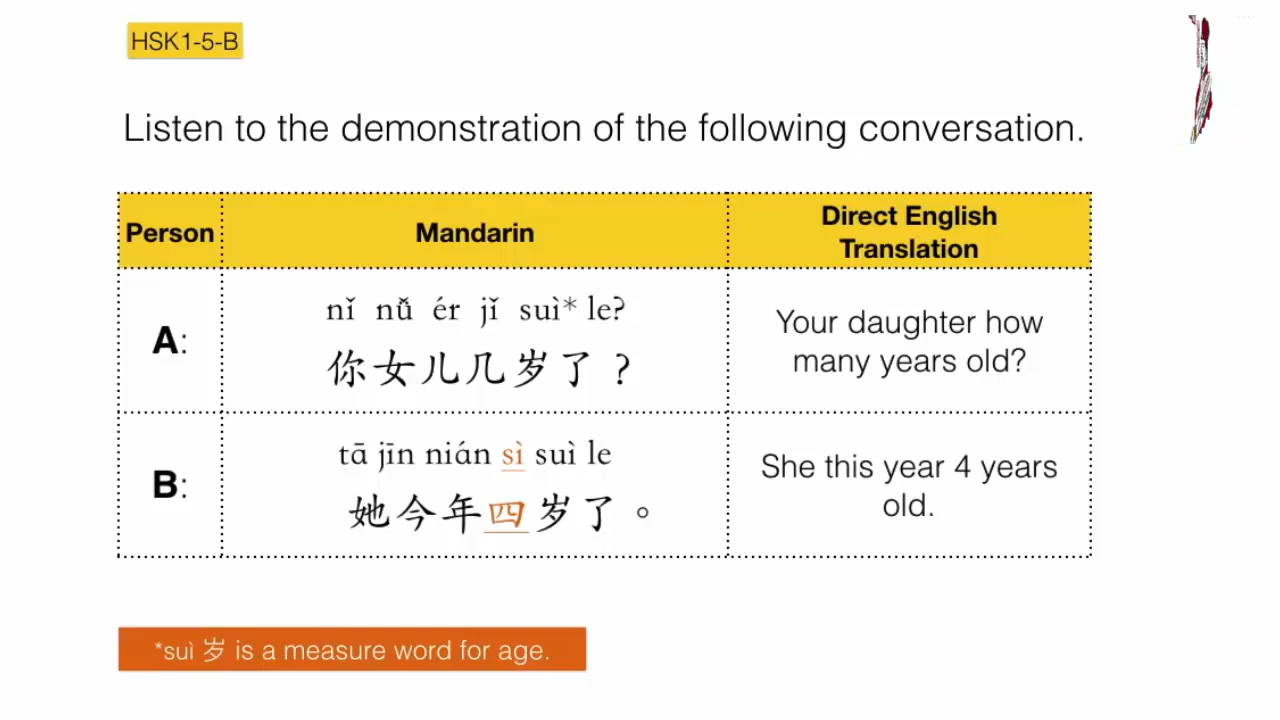 HSK1-5-B
Listen to the demonstration of the following conversation.
Person
Mandarin
Direct English
Translation
A:
nǐ nǚ ér jǐ suì* le?
你女儿几岁了？
Your daughter how
many years old?
B:
tā jīn nián sì suì le
她今年四岁了。
She this year 4 years
old.
*suì 岁 is a measure word for age.